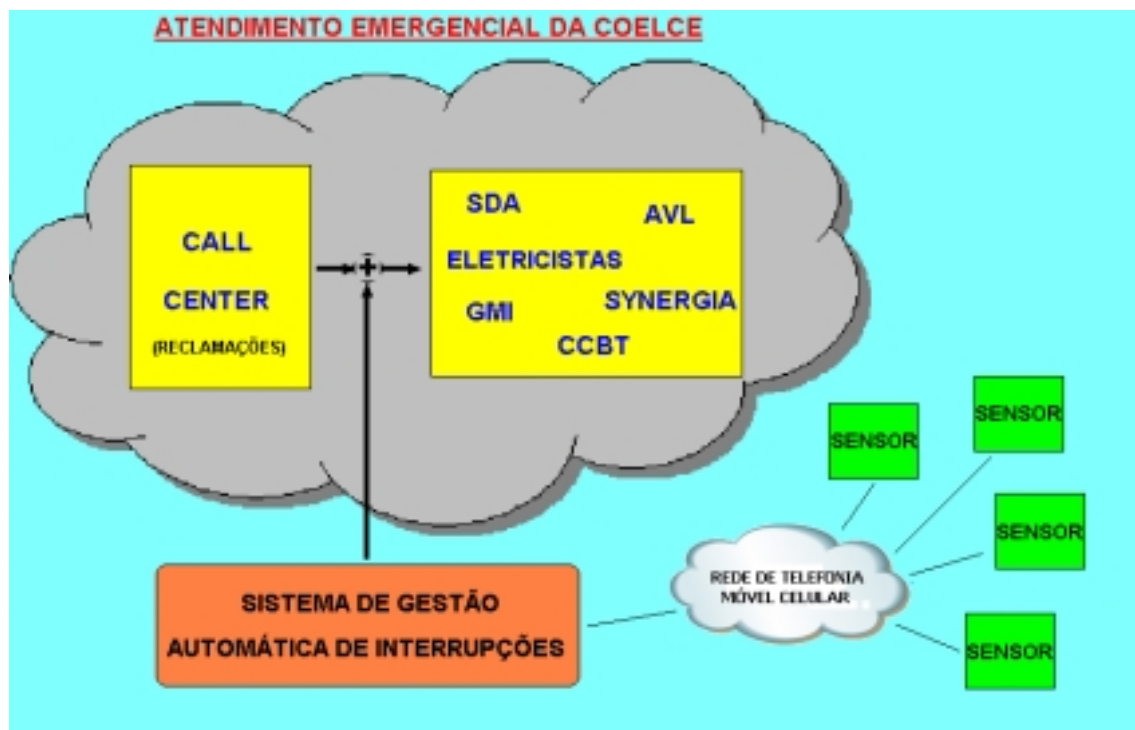 ATENDIMENTO EMERGENCIAL DA COELCE
CALL
CENTER
(RECLAMAÇÕES)
SDA
AVL
ELETRICISTAS
GMI
SYNERGIA
CCBT
+
SENSOR
SENSOR
SENSOR
SENSOR
REDE DE TELEFONIA
MÓVEL CELULAR
SISTEMA DE GESTÃO
AUTOMÁTICA DE INTERRUPÇÕES